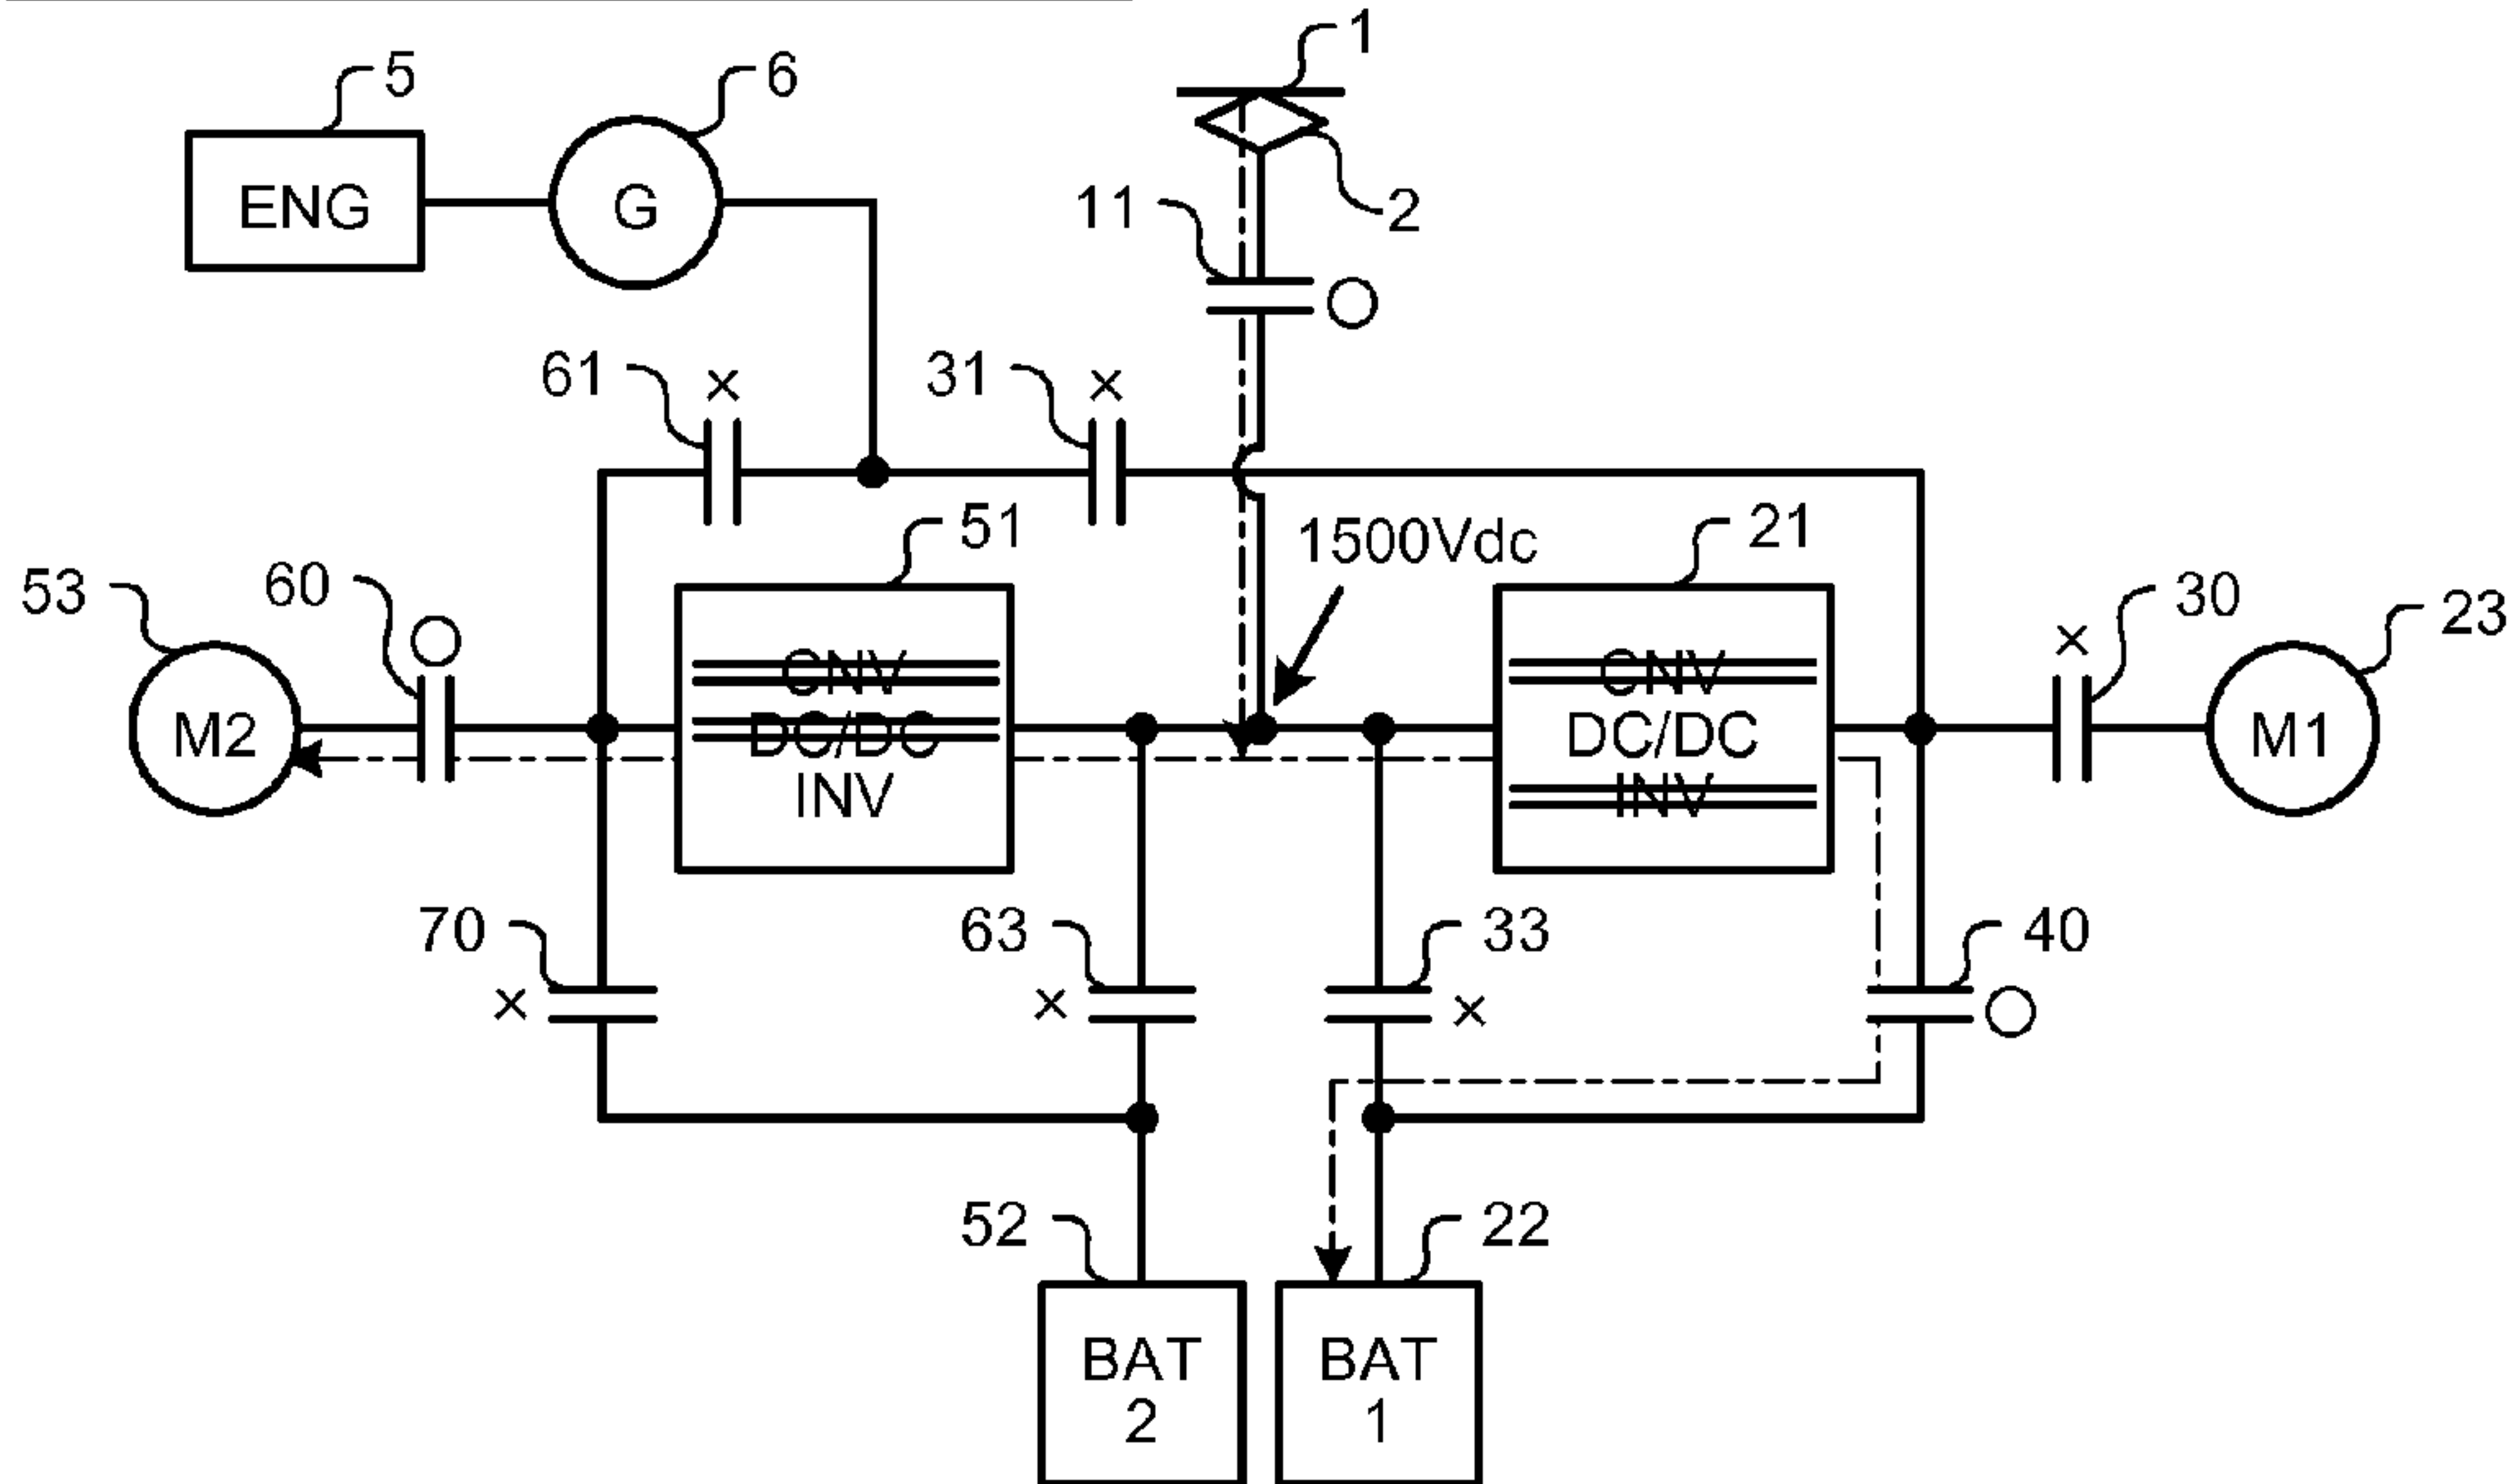 1
5
6
ENG
G
11
2
61
×
31
×
51
1500Vdc
21
53
60
30
×
23
CNV
CNV
M2
DC/DC
DC/DC
M1
INV
INV
70
63
33
40
×
×
×
52
22
BAT
BAT
2
1